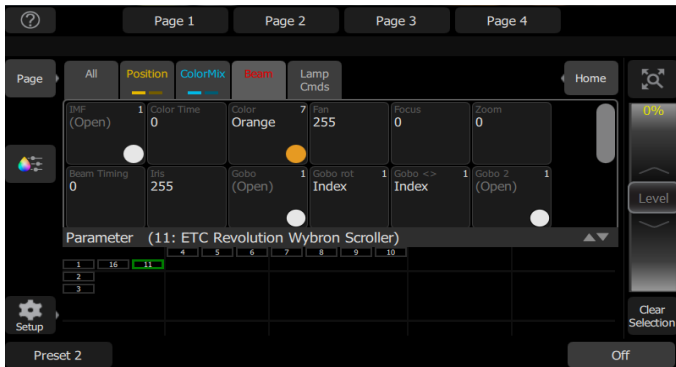 ?
Page 1 Page 2 Page 3 Page 4
Page All Position ColorMix Beam Lamp Cmds Home
0%
IMF 1 Color Time Color 7 Fan Focus Zoom
(Open) 0 Orange 255 0 0
Beam Timing Iris Gobo 1 Gobo rot 1 Gobo <> 1 Gobo 2 1
0 255 (Open) Index Index (Open)
Level
Parameter (11: ETC Revolution Wybron Scroller)
4 5 6 7 8 9 10
1 16 11
2
3
Setup
Clear
Selection
Preset 2 Off